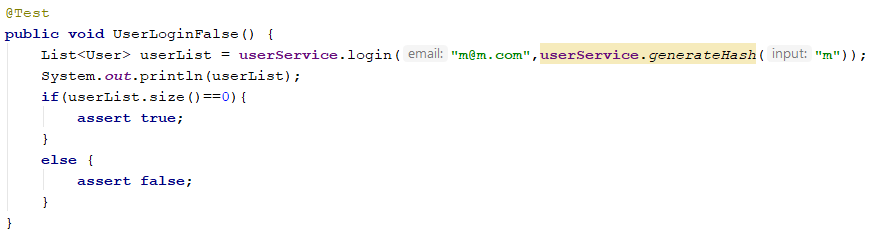 @Test
public void UserLoginFalse() {
    List<User> userList = userService.login( email: "m@m.com",userService.generateHash( input: "m"));
    System.out.println(userList);
    if(userList.size()==0){
        assert true;
    }
    else {
        assert false;
    }
}